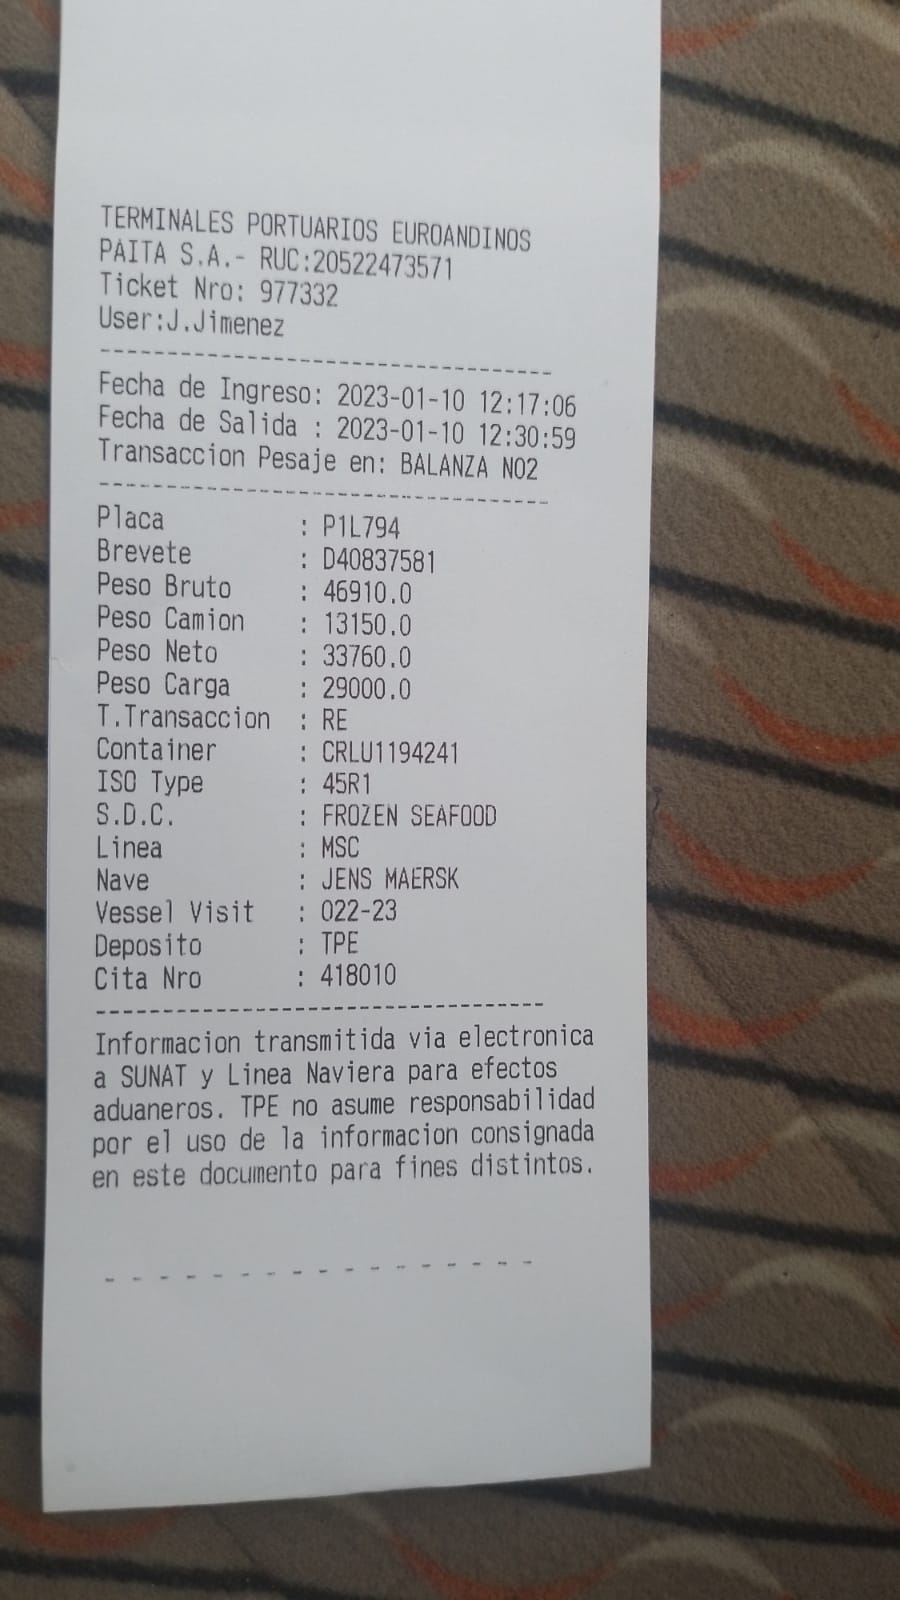 TERMINALES PORTUARIOS EUROANDINOS
PAITA S.A.- RUC:20522473571
Ticket Nro: 977332
User:J.Jimenez
----------------------------------
Fecha de Ingreso: 2023-01-10 12:17:06
Fecha de Salida : 2023-01-10 12:30:59
Transaccion Pesaje en: BALANZA NO2
----------------------------------
Placa : P1L794
Brevete : D40837581
Peso Bruto : 46910.0
Peso Camion : 13150.0
Peso Neto : 33760.0
Peso Carga : 29000.0
T.Transaccion : RE
Container : CRLU1194241
ISO Type : 45R1
S.D.C. : FROZEN SEAFOOD
Linea : MSC
Nave : JENS MAERSK
Vessel Visit : 022-23
Deposito : TPE
Cita Nro : 418010
----------------------------------
Informacion transmitida via electronica
a SUNAT y Linea Naviera para efectos
aduaneros. TPE no asume responsabilidad
por el uso de la informacion consignada
en este documento para fines distintos.
- - - - - - - - - - - - - - - - -